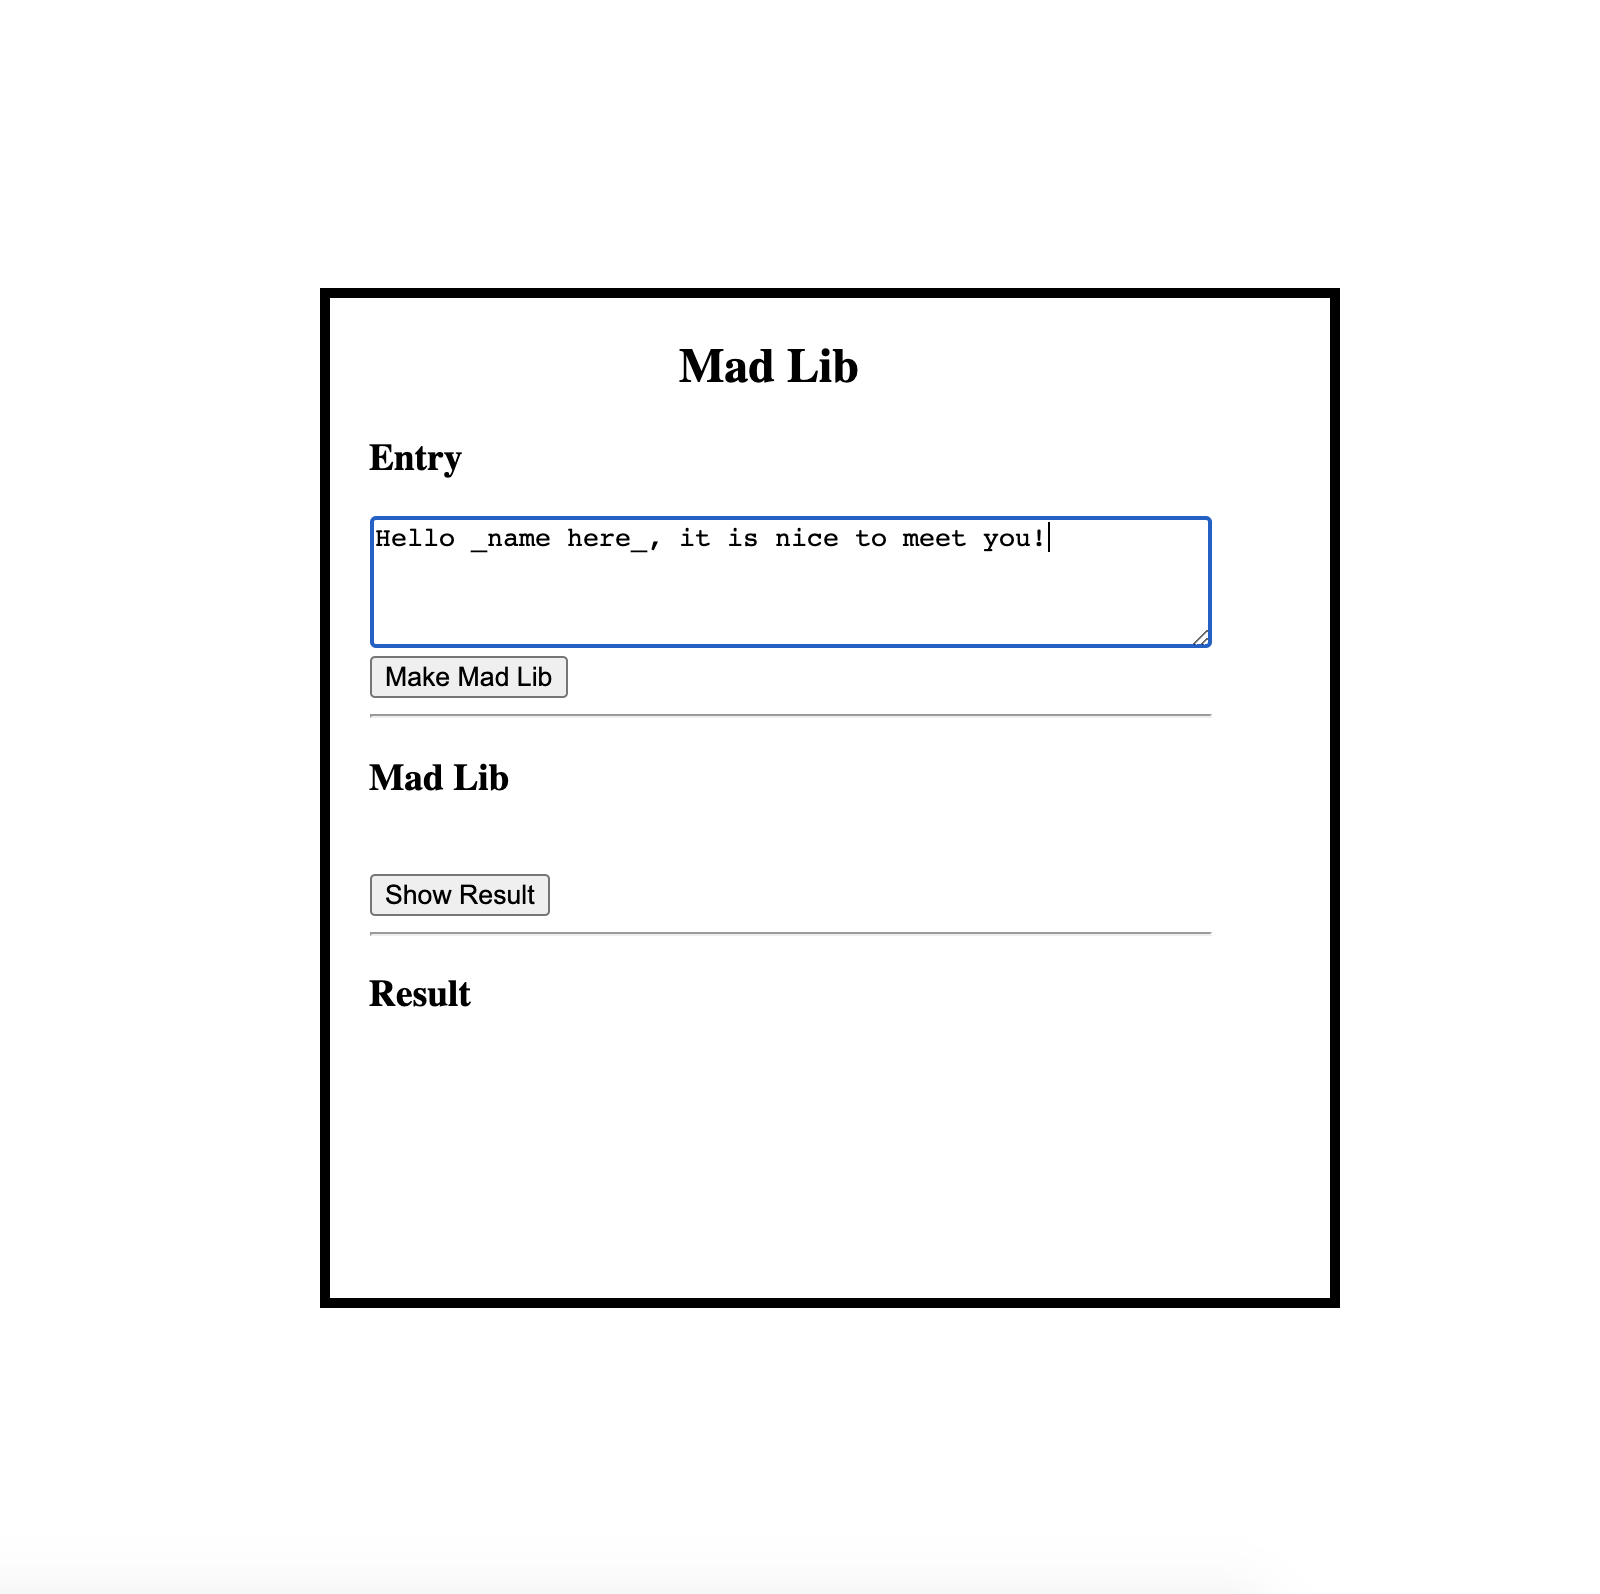 Mad Lib
Entry
Hello _name here_, it is nice to meet you!
Make Mad Lib
Mad Lib
Show Result
Result